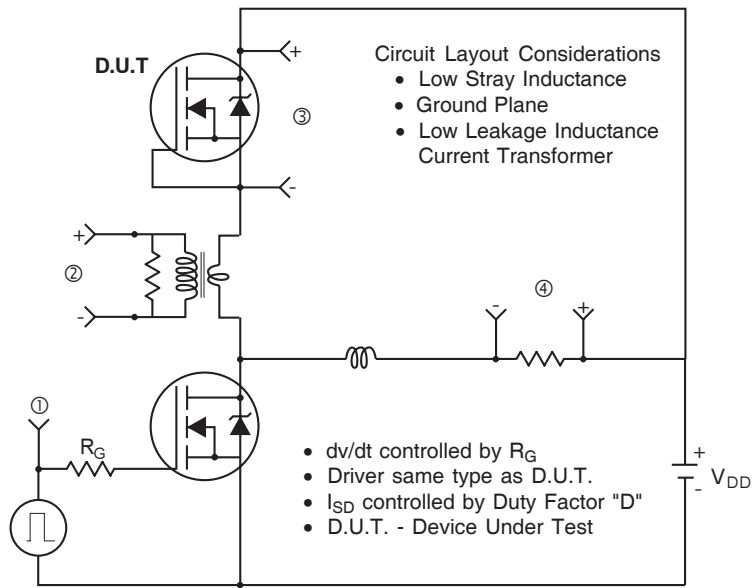 D.U.T
+
Circuit Layout Considerations
• Low Stray Inductance
• Ground Plane
• Low Leakage Inductance
Current Transformer
③
-
+
②
-
④
-
+
①
R_G
• dv/dt controlled by R_G
• Driver same type as D.U.T.
• I_SD controlled by Duty Factor "D"
• D.U.T. - Device Under Test
+
V_DD
-